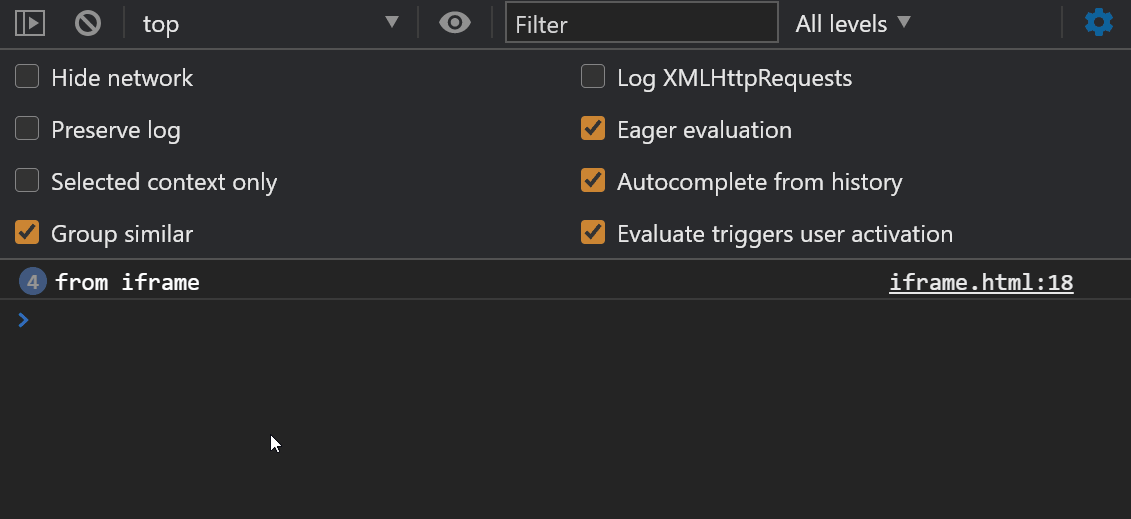 top Filter All levels
Hide network Log XMLHttpRequests
Preserve log Eager evaluation
Selected context only Autocomplete from history
Group similar Evaluate triggers user activation
4 from iframe iframe.html:18
>